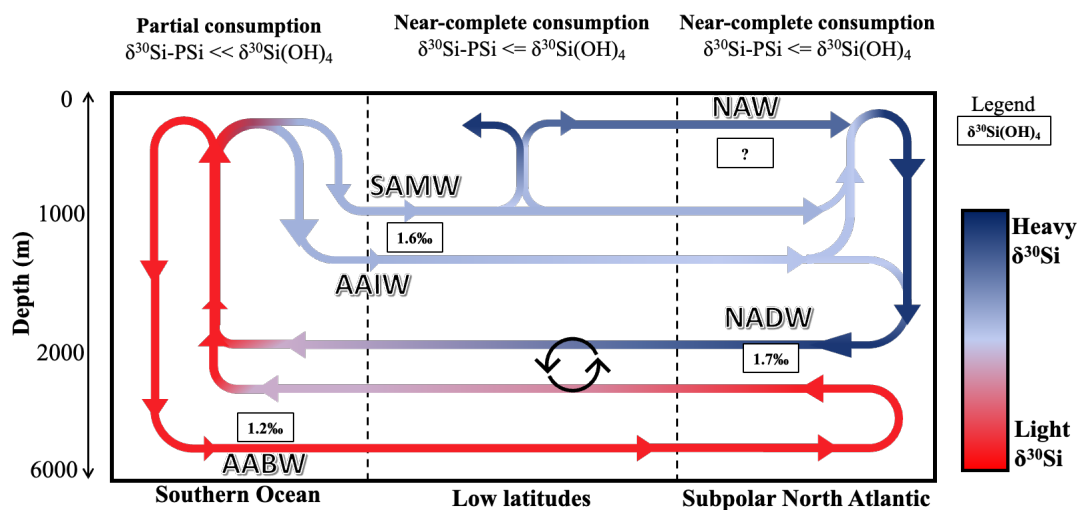 Partial consumption
δ³⁰Si-PSi << δ³⁰Si(OH)₄
Near-complete consumption
δ³⁰Si-PSi <= δ³⁰Si(OH)₄
Near-complete consumption
δ³⁰Si-PSi <= δ³⁰Si(OH)₄
0
1000
2000
6000
Depth (m)
NAW
?
SAMW
1.6‰
AAIW
NADW
1.7‰
1.2‰
AABW
Southern Ocean
Low latitudes
Subpolar North Atlantic
Legend
δ³⁰Si(OH)₄
Heavy
δ³⁰Si
Light
δ³⁰Si